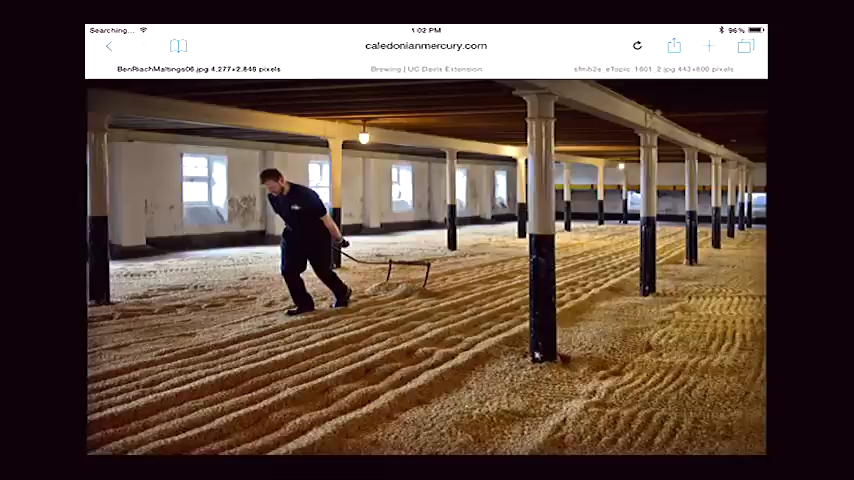 Searching... 1:02 PM 96%
caledonianmercury.com
BenRiachMaltings06.jpg 4,277×2,848 pixels Brewing | UC Davis Extension sfmb2e_eTopic_1601_2.jpg 443×600 pixels